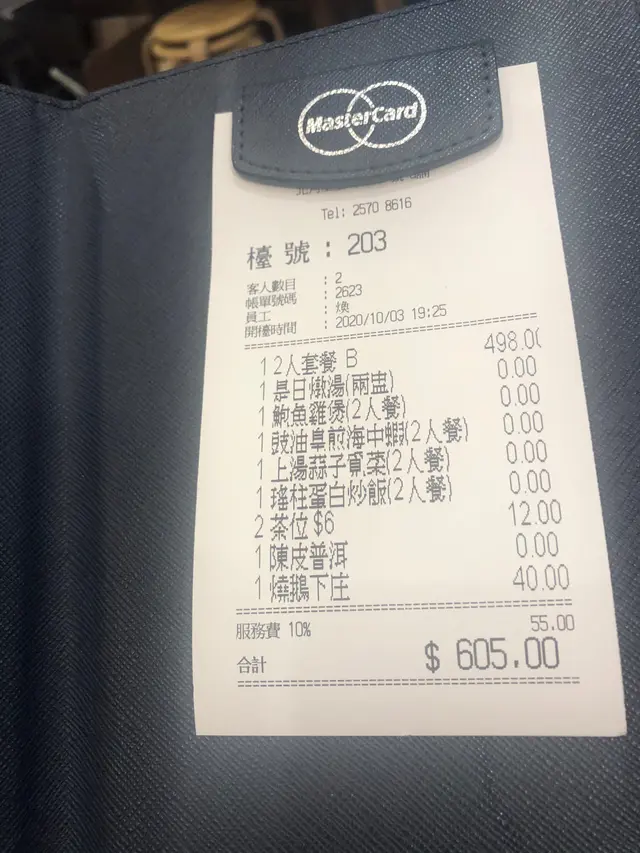 MasterCard
Tel: 2570 8616
檯號 : 203
客人數目 : 2
帳單號碼 : 2623
員工 : 煥
開檯時間 : 2020/10/03 19:25
1 2人套餐 B 498.00
1 是日燉湯(兩盅) 0.00
1 鮑魚雞煲(2人餐) 0.00
1 豉油皇煎海中蝦(2人餐) 0.00
1 上湯蒜子莧菜(2人餐) 0.00
1 瑤柱蛋白炒飯(2人餐) 0.00
2 茶位 $6 12.00
1 陳皮普洱 0.00
1 燒鵝下庄 40.00
服務費 10% 55.00
合計 $ 605.00